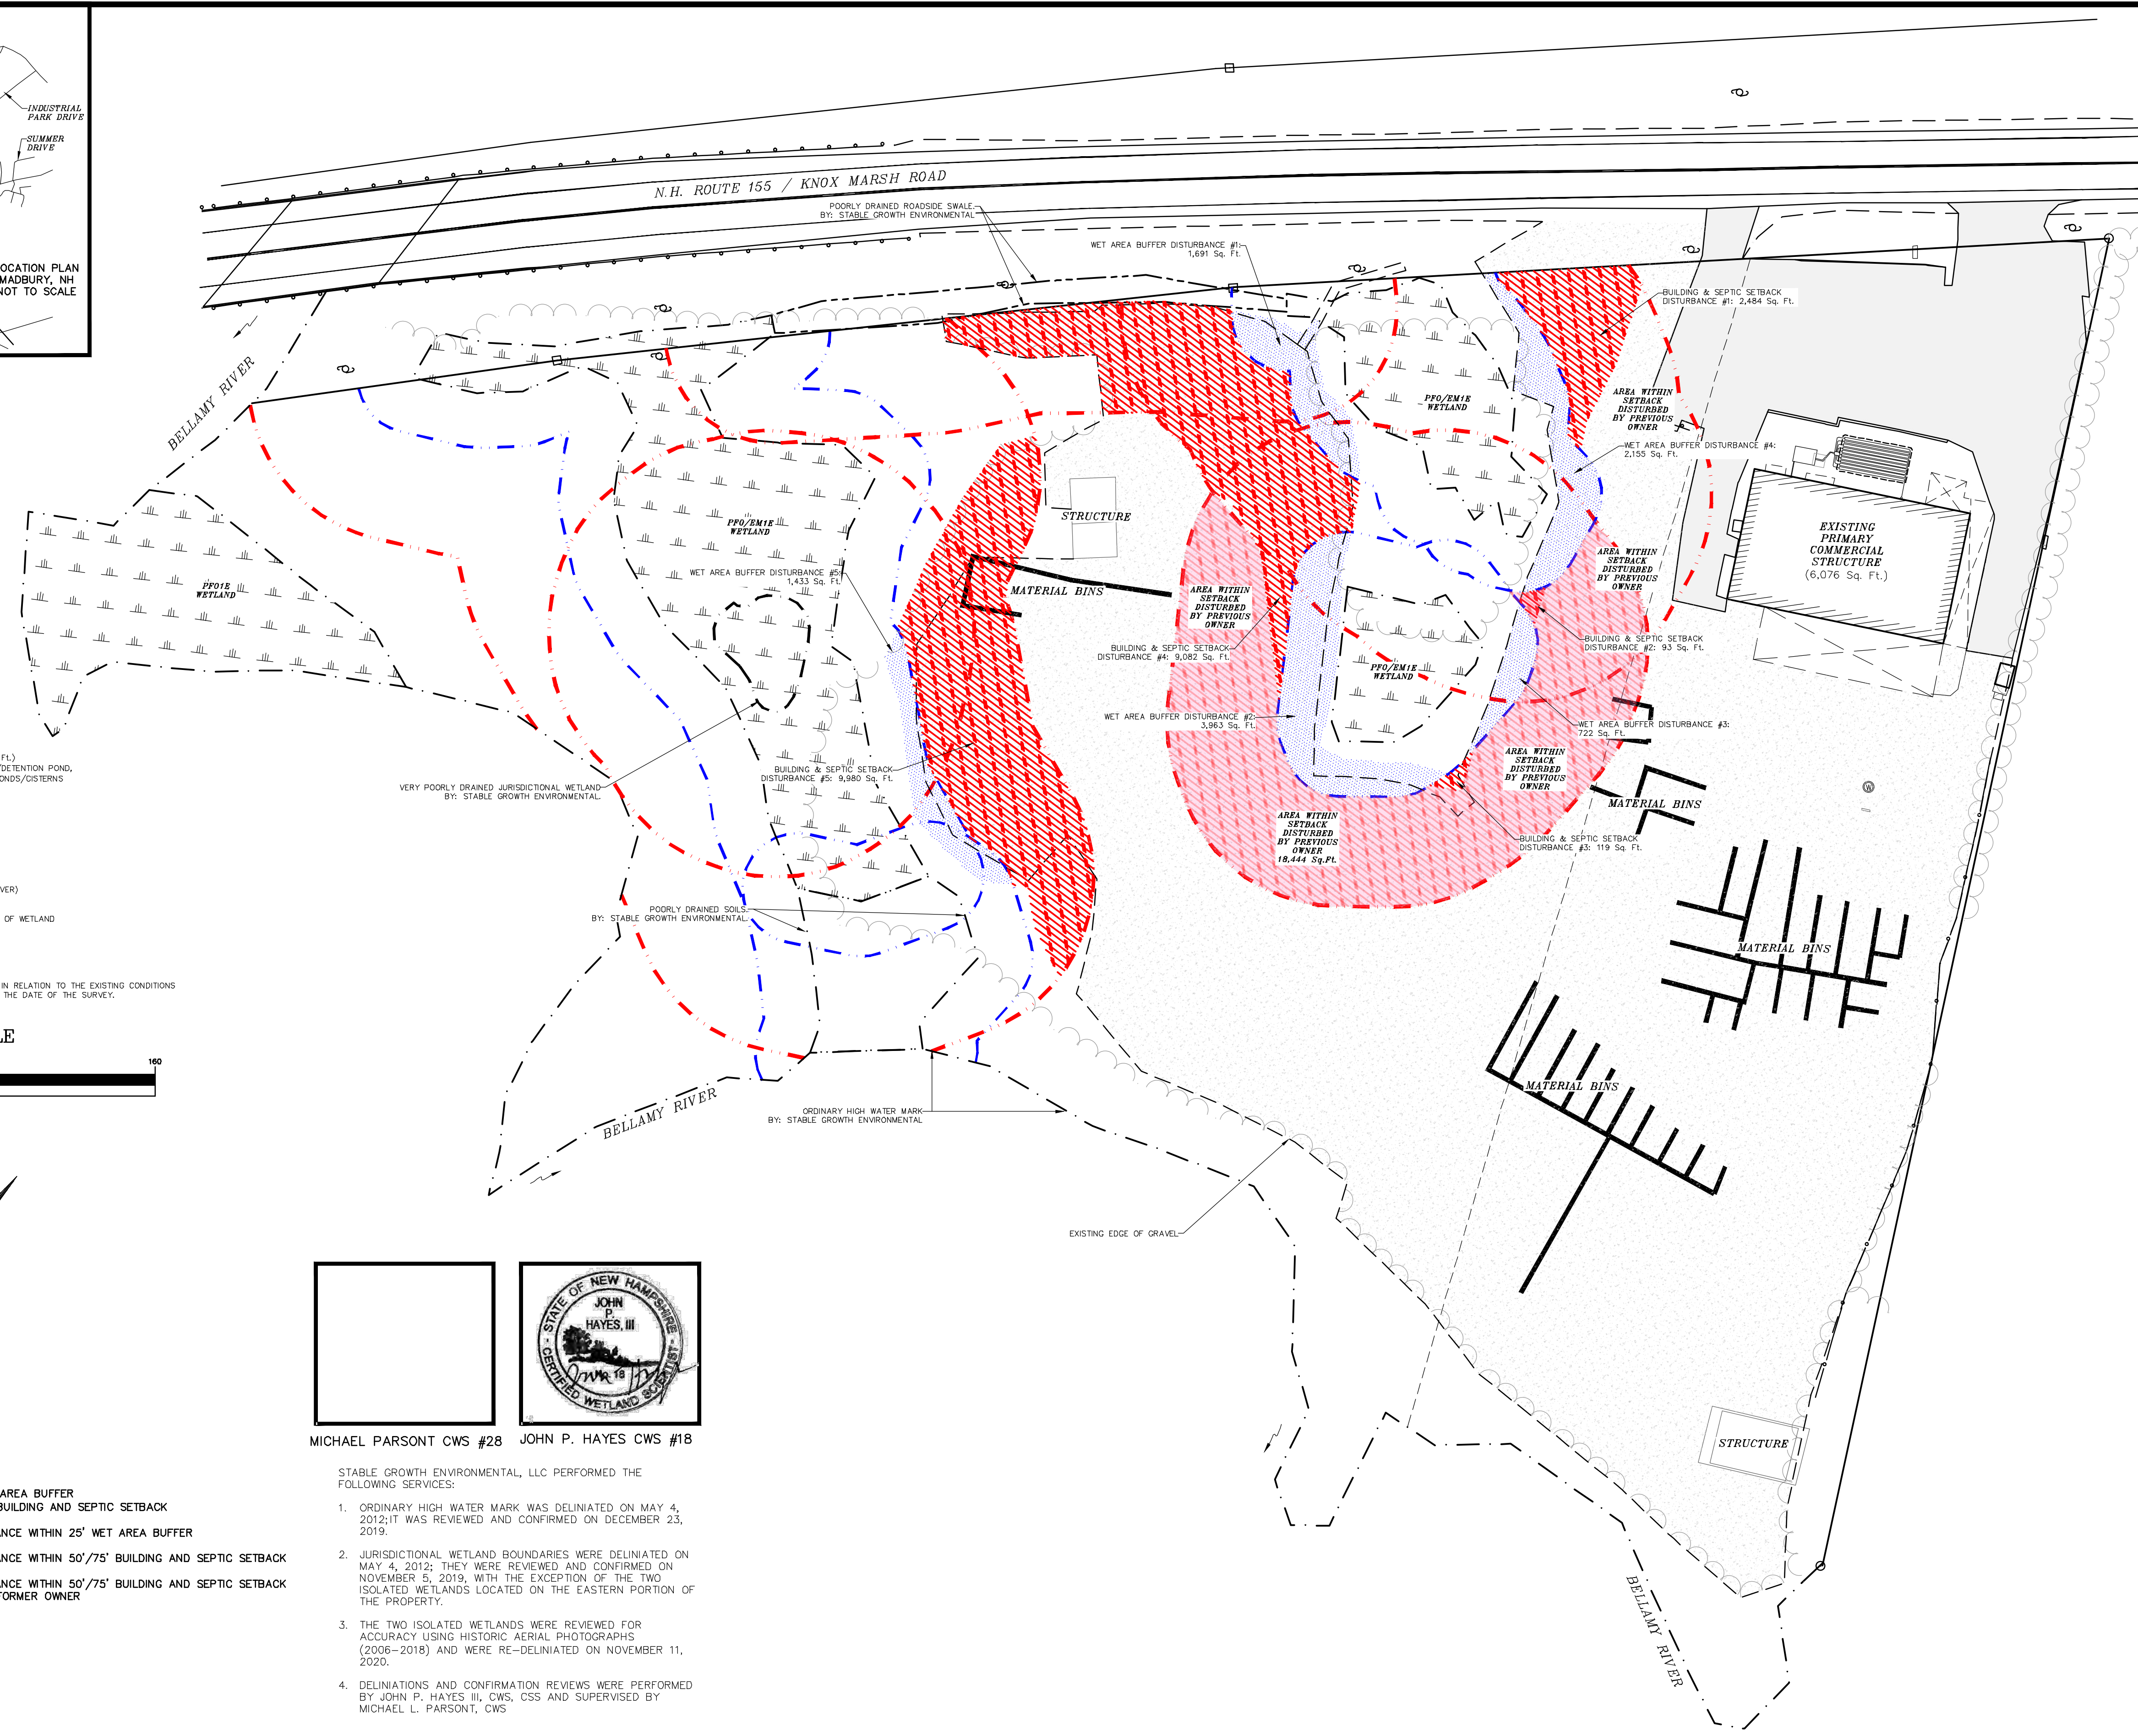 INDUSTRIAL
PARK DRIVE
SUMMER
DRIVE
OCATION PLAN
MADBURY, NH
NOT TO SCALE
N.H. ROUTE 155 / KNOX MARSH ROAD
POORLY DRAINED ROADSIDE SWALE.
BY: STABLE GROWTH ENVIRONMENTAL
WET AREA BUFFER DISTURBANCE #1:
1,691 Sq. Ft.
BUILDING & SEPTIC SETBACK
DISTURBANCE #1: 2,484 Sq. Ft.
BELLAMY RIVER
AREA WITHIN
SETBACK
DISTURBED
BY PREVIOUS
OWNER
PFO/EM1E
WETLAND
WET AREA BUFFER DISTURBANCE #4:
2,155 Sq. Ft.
STRUCTURE
PFO/EM1E
WETLAND
EXISTING
PRIMARY
COMMERCIAL
STRUCTURE
(6,076 Sq. Ft.)
AREA WITHIN
SETBACK
DISTURBED
BY PREVIOUS
OWNER
PFO1E
WETLAND
WET AREA BUFFER DISTURBANCE #5:
1,433 Sq. Ft.
MATERIAL BINS
AREA WITHIN
SETBACK
DISTURBED
BY PREVIOUS
OWNER
BUILDING & SEPTIC SETBACK
DISTURBANCE #2: 93 Sq. Ft.
BUILDING & SEPTIC SETBACK
DISTURBANCE #4: 9,082 Sq. Ft.
PFO/EM1E
WETLAND
WET AREA BUFFER DISTURBANCE #2:
3,963 Sq. Ft.
WET AREA BUFFER DISTURBANCE #3:
722 Sq. Ft.
AREA WITHIN
SETBACK
DISTURBED
BY PREVIOUS
OWNER
Ft.)
/DETENTION POND,
ONDS/CISTERNS
BUILDING & SEPTIC SETBACK
DISTURBANCE #5: 9,980 Sq. Ft.
VERY POORLY DRAINED JURISDICTIONAL WETLAND
BY: STABLE GROWTH ENVIRONMENTAL.
W
MATERIAL BINS
AREA WITHIN
SETBACK
DISTURBED
BY PREVIOUS
OWNER
18,444 Sq.Ft.
BUILDING & SEPTIC SETBACK
DISTURBANCE #3: 119 Sq. Ft.
VER)
OF WETLAND
POORLY DRAINED SOILS.
BY: STABLE GROWTH ENVIRONMENTAL.
MATERIAL BINS
IN RELATION TO THE EXISTING CONDITIONS
THE DATE OF THE SURVEY.
LE
160
MATERIAL BINS
BELLAMY RIVER
ORDINARY HIGH WATER MARK
BY: STABLE GROWTH ENVIRONMENTAL
EXISTING EDGE OF GRAVEL
STATE OF NEW HAMPSHIRE
JOHN
P.
HAYES, III
No. 18
CERTIFIED WETLAND SCIENTIST
MICHAEL PARSONT CWS #28
JOHN P. HAYES CWS #18
STRUCTURE
STABLE GROWTH ENVIRONMENTAL, LLC PERFORMED THE
FOLLOWING SERVICES:
1. ORDINARY HIGH WATER MARK WAS DELINIATED ON MAY 4,
2012;IT WAS REVIEWED AND CONFIRMED ON DECEMBER 23,
2019.
2. JURISDICTIONAL WETLAND BOUNDARIES WERE DELINIATED ON
MAY 4, 2012; THEY WERE REVIEWED AND CONFIRMED ON
NOVEMBER 5, 2019, WITH THE EXCEPTION OF THE TWO
ISOLATED WETLANDS LOCATED ON THE EASTERN PORTION OF
THE PROPERTY.
3. THE TWO ISOLATED WETLANDS WERE REVIEWED FOR
ACCURACY USING HISTORIC AERIAL PHOTOGRAPHS
(2006-2018) AND WERE RE-DELINIATED ON NOVEMBER 11,
2020.
4. DELINIATIONS AND CONFIRMATION REVIEWS WERE PERFORMED
BY JOHN P. HAYES III, CWS, CSS AND SUPERVISED BY
MICHAEL L. PARSONT, CWS
AREA BUFFER
BUILDING AND SEPTIC SETBACK
ANCE WITHIN 25' WET AREA BUFFER
ANCE WITHIN 50'/75' BUILDING AND SEPTIC SETBACK
ANCE WITHIN 50'/75' BUILDING AND SEPTIC SETBACK
FORMER OWNER
BELLAMY RIVER